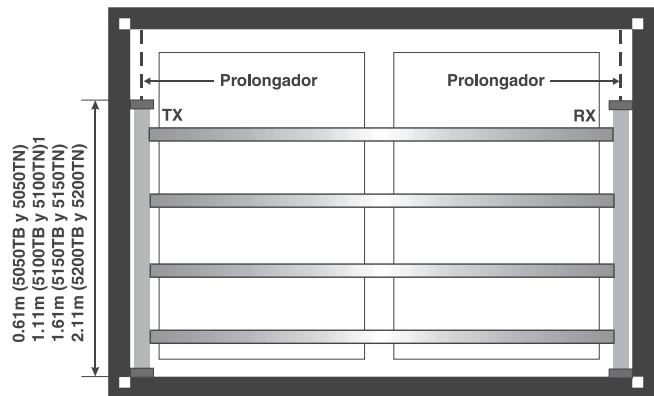 Prolongador
Prolongador
TX
RX
0.61m (5050TB y 5050TN)
1.11m (5100TB y 5100TN)1
1.61m (5150TB y 5150TN)
2.11m (5200TB y 5200TN)